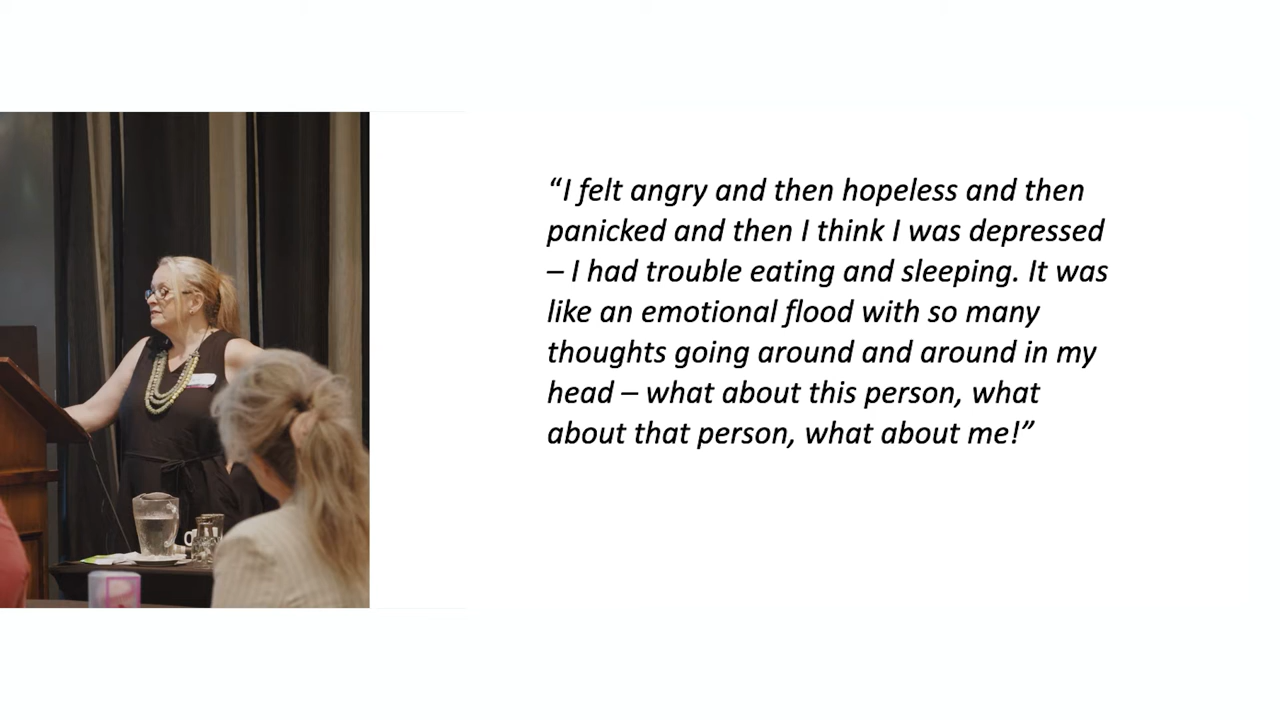 “I felt angry and then hopeless and then
panicked and then I think I was depressed
– I had trouble eating and sleeping. It was
like an emotional flood with so many
thoughts going around and around in my
head – what about this person, what
about that person, what about me!”